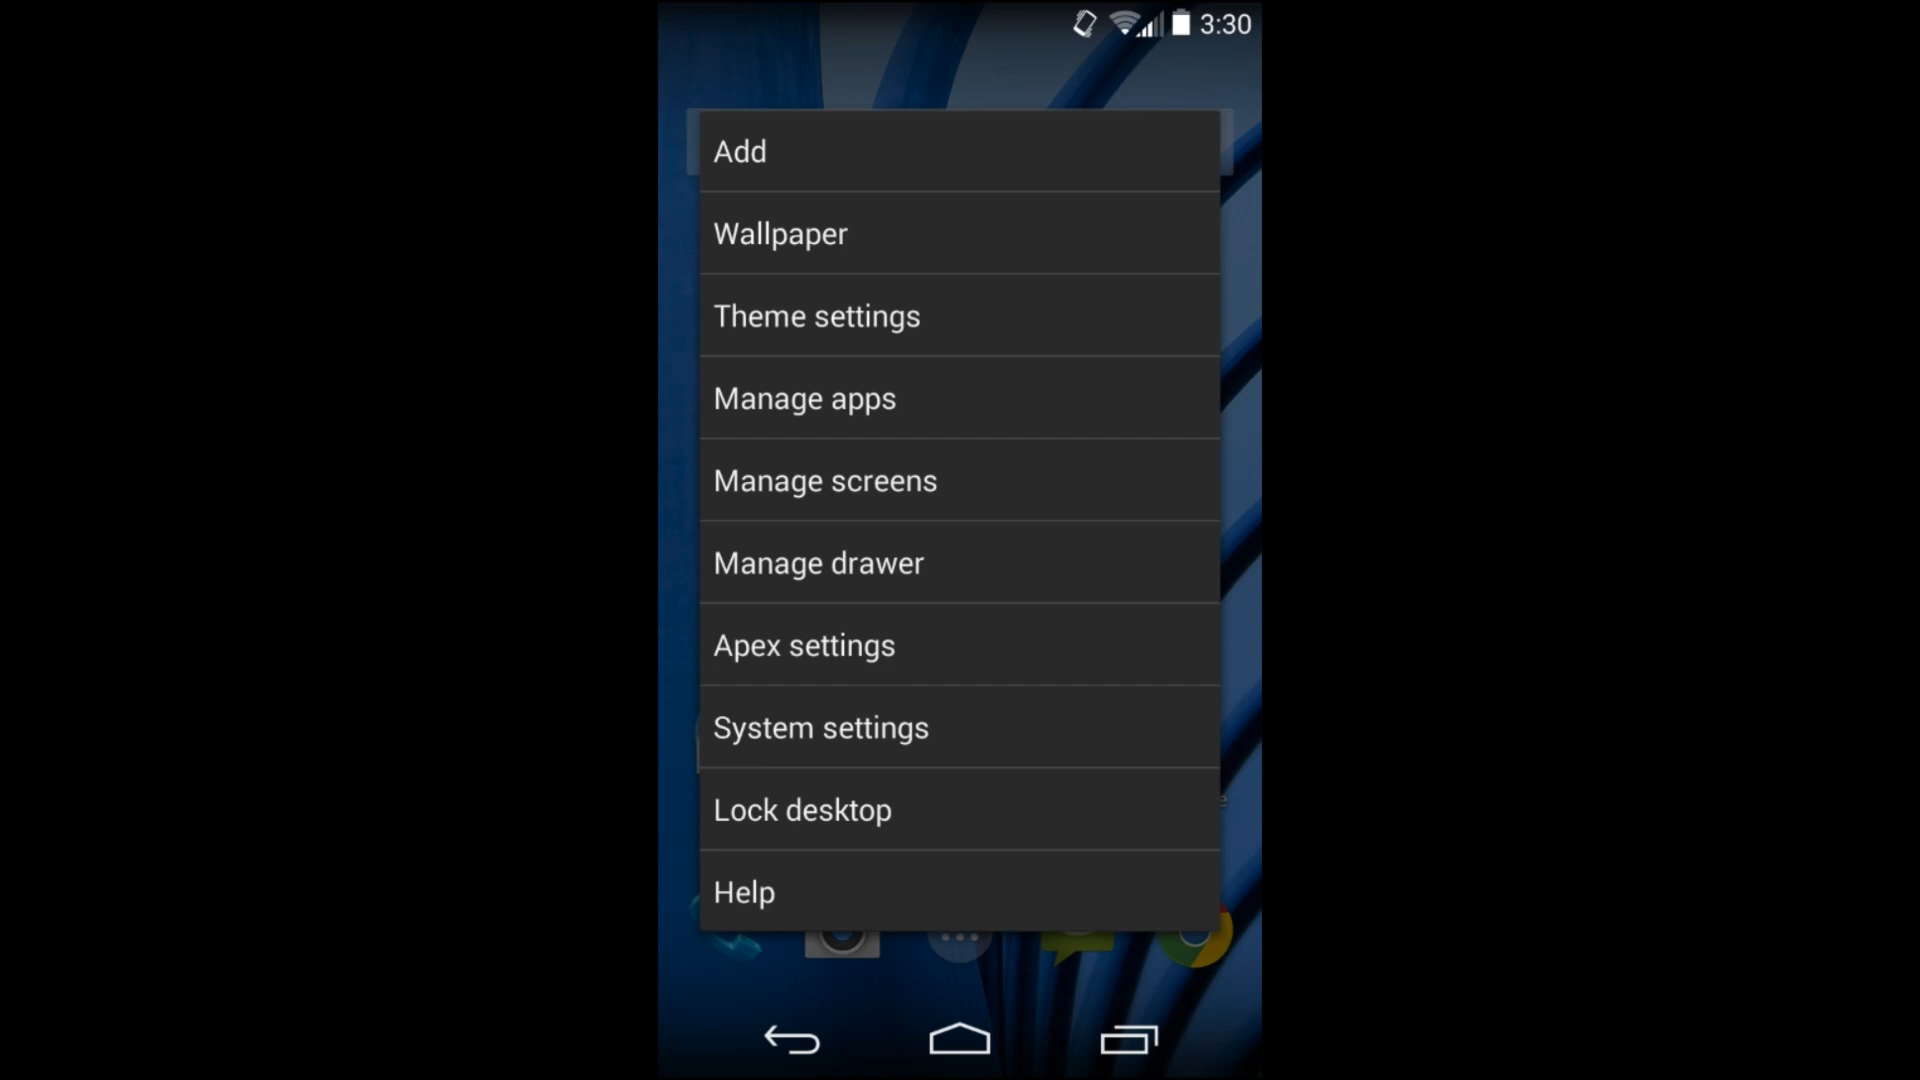 3:30
Add
Wallpaper
Theme settings
Manage apps
Manage screens
Manage drawer
Apex settings
System settings
Lock desktop
Help